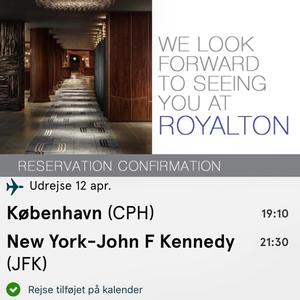 WE LOOK
FORWARD
TO SEEING
YOU AT
ROYALTON
RESERVATION CONFIRMATION
Udrejse 12 apr.
København (CPH) 19:10
New York-John F Kennedy 21:30
(JFK)
Rejse tilføjet på kalender